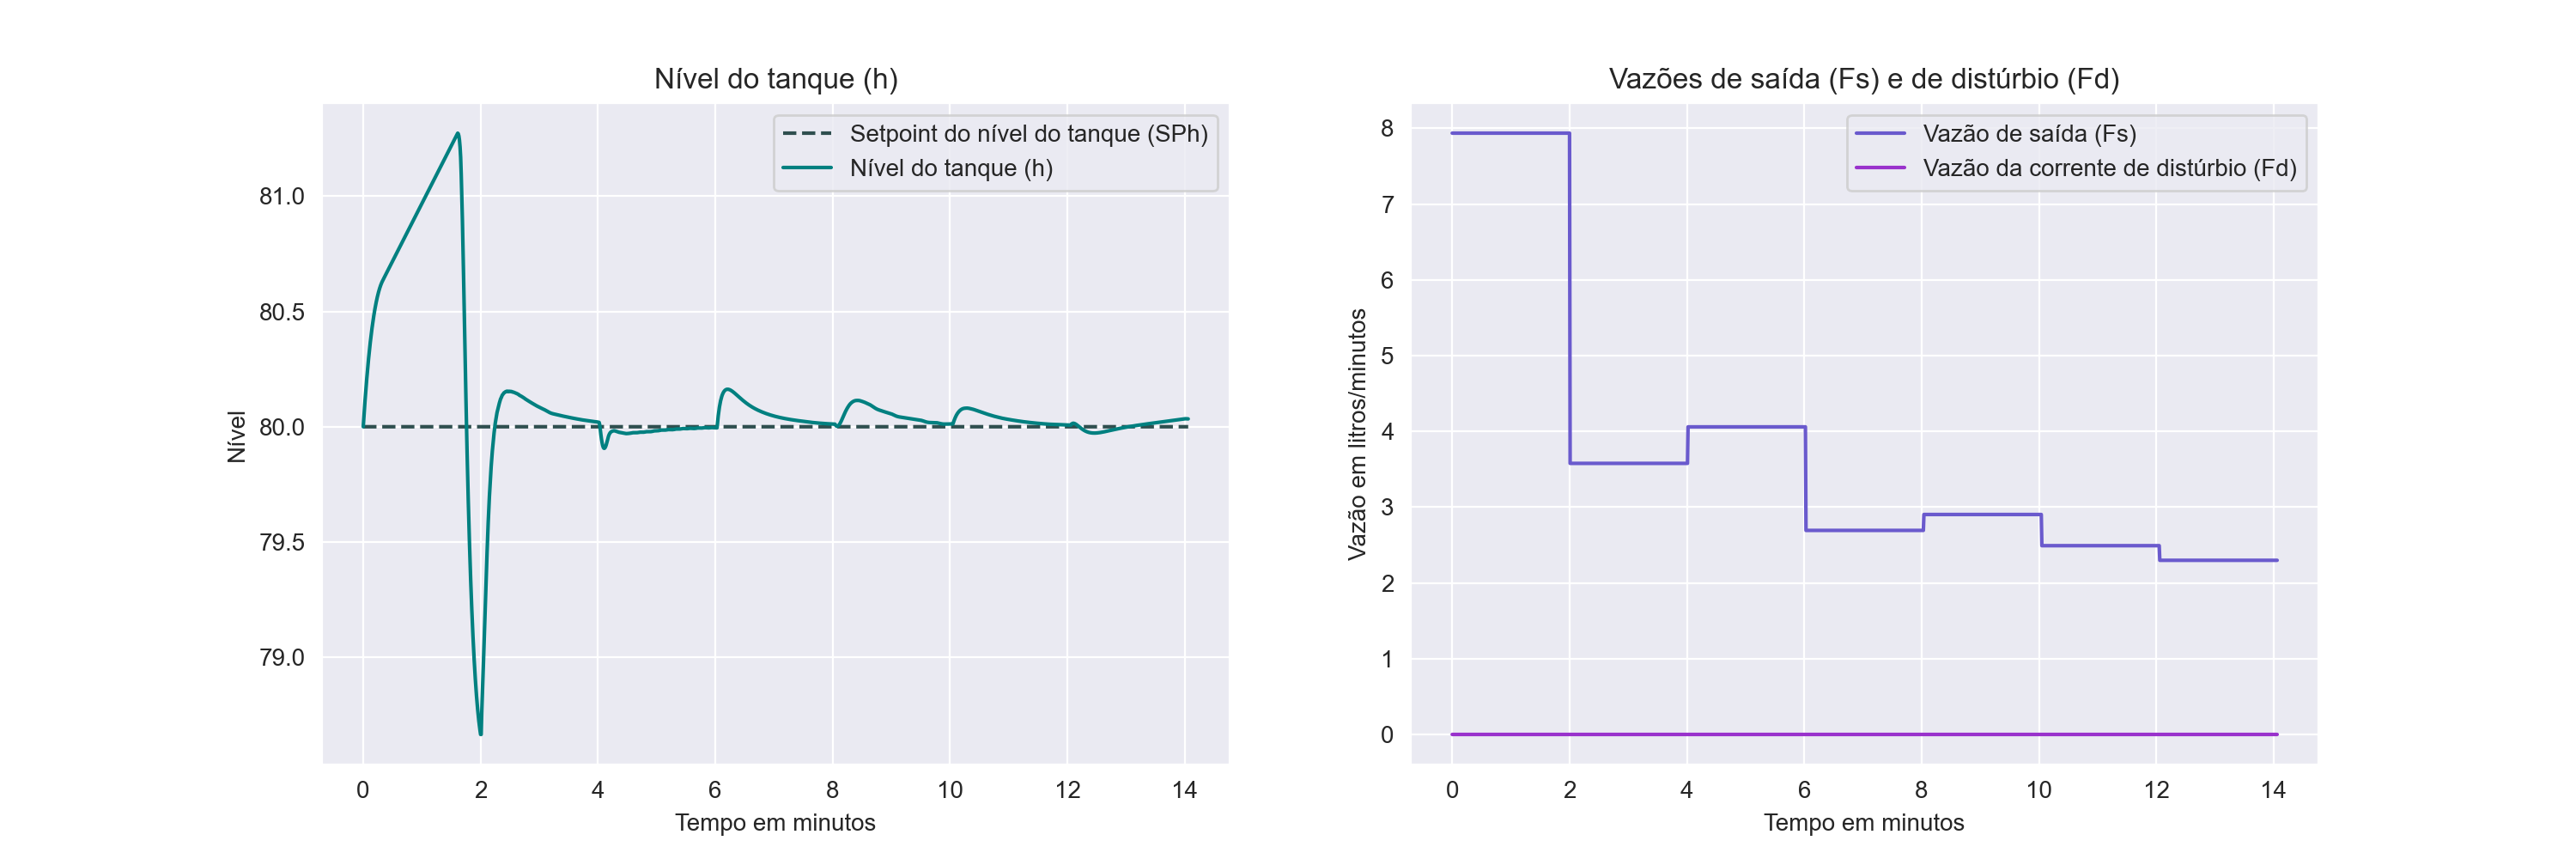 Nível do tanque (h)
Setpoint do nível do tanque (SPh)
Nível do tanque (h)
81.0
80.5
80.0
79.5
79.0
Nível
0 2 4 6 8 10 12 14
Tempo em minutos
Vazões de saída (Fs) e de distúrbio (Fd)
Vazão de saída (Fs)
Vazão da corrente de distúrbio (Fd)
8
7
6
5
4
3
2
1
0
Vazão em litros/minutos
0 2 4 6 8 10 12 14
Tempo em minutos